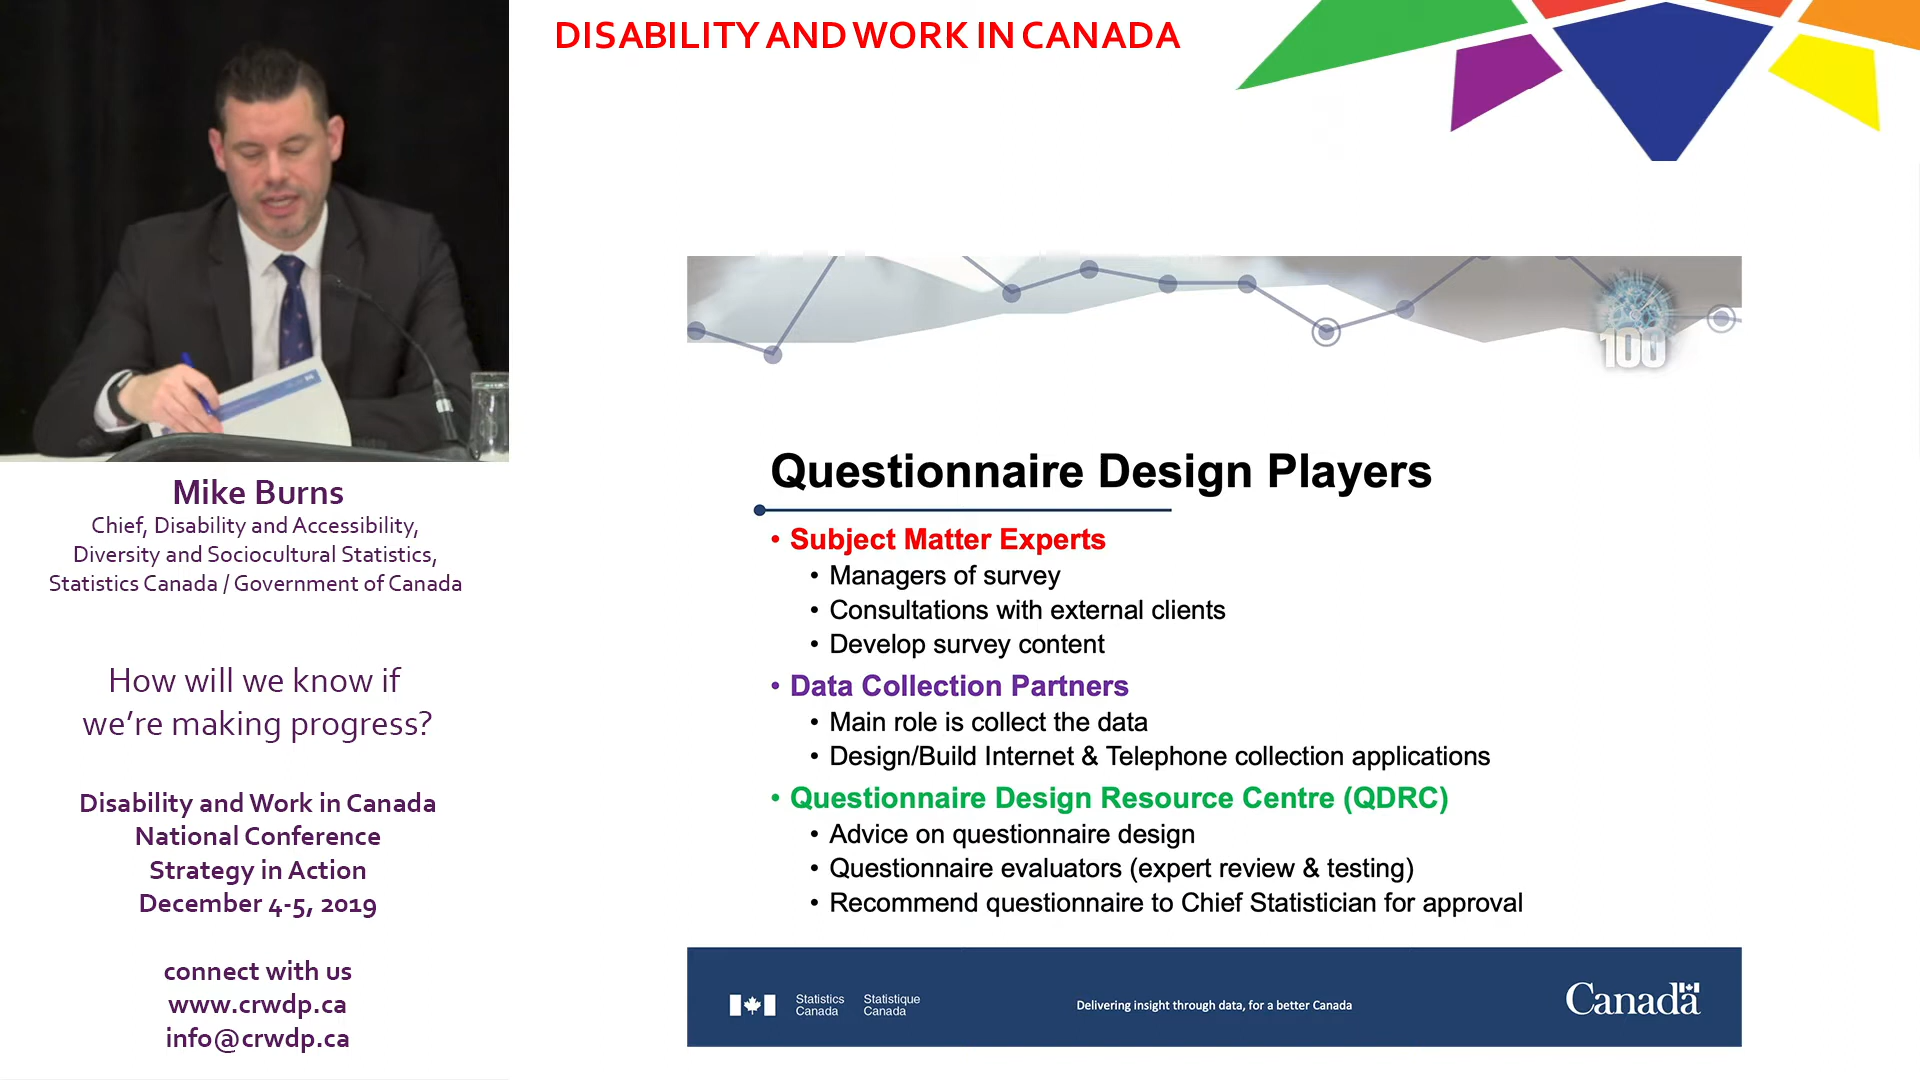 DISABILITY AND WORK IN CANADA
100
Mike Burns
Chief, Disability and Accessibility,
Diversity and Sociocultural Statistics,
Statistics Canada / Government of Canada
How will we know if
we're making progress?
Disability and Work in Canada
National Conference
Strategy in Action
December 4-5, 2019
connect with us
www.crwdp.ca
info@crwdp.ca
Questionnaire Design Players
• Subject Matter Experts
• Managers of survey
• Consultations with external clients
• Develop survey content
• Data Collection Partners
• Main role is collect the data
• Design/Build Internet & Telephone collection applications
• Questionnaire Design Resource Centre (QDRC)
• Advice on questionnaire design
• Questionnaire evaluators (expert review & testing)
• Recommend questionnaire to Chief Statistician for approval
Statistics Canada
Statistique Canada
Delivering insight through data, for a better Canada
Canada